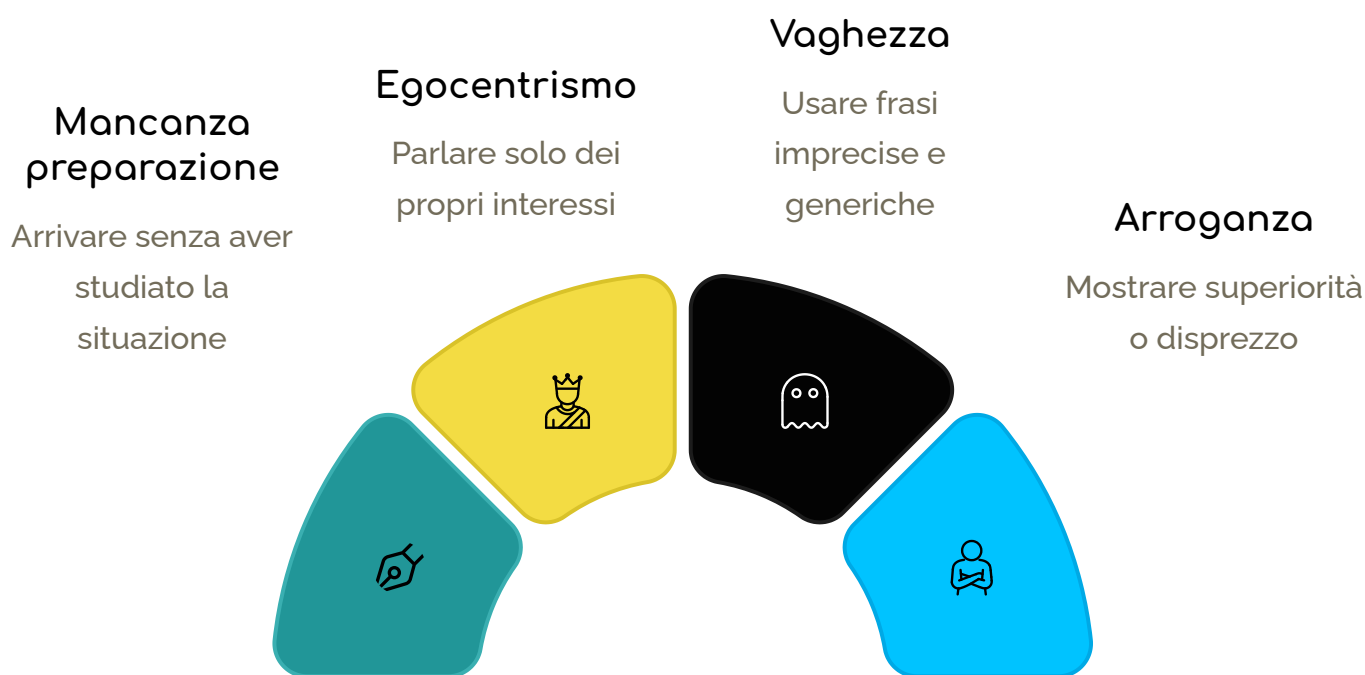 Mancanza
preparazione
Arrivare senza aver
studiato la
situazione
Egocentrismo
Parlare solo dei
propri interessi
Vaghezza
Usare frasi
imprecise e
generiche
Arroganza
Mostrare superiorità
o disprezzo